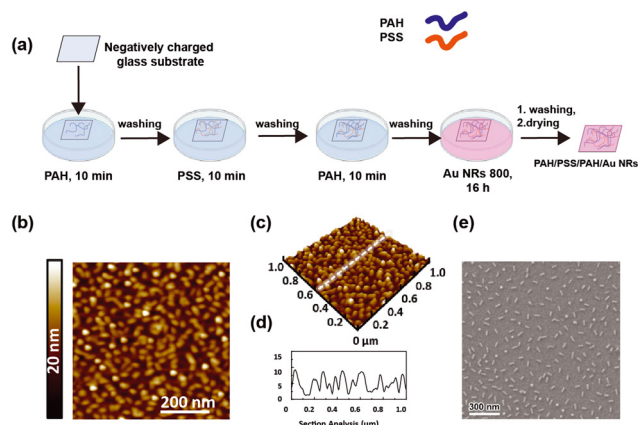 PAH
PSS
(a)
Negatively charged
glass substrate
washing
washing
washing
1. washing,
2.drying
PAH, 10 min
PSS, 10 min
PAH, 10 min
Au NRs 800,
16 h
PAH/PSS/PAH/Au NRs
(b)
20 nm
200 nm
(c)
1.0
0.8
0.6
0.4
0.2
0 µm
0.2
0.4
0.6
0.8
1.0
(d)
15
10
5
0
0 0.2 0.4 0.6 0.8 1.0
Section Analysis (µm)
(e)
300 nm